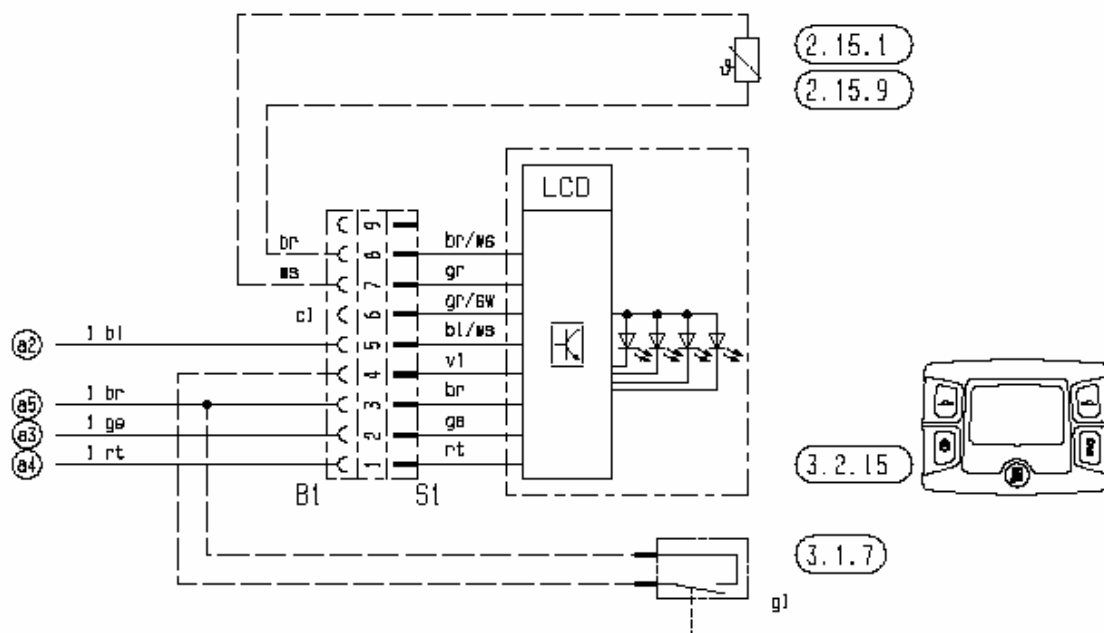 2.15.1
ϑ
2.15.9
LCD
9
br 8 br/ws
ws 7 gr
c) 6 gr/sw
a2 1 bl 5 bl/ws
4 vi
a5 1 br 3 br
a3 1 ge 2 ge
a4 1 rt 1 rt
3.2.15
B1 S1
3.1.7
g)